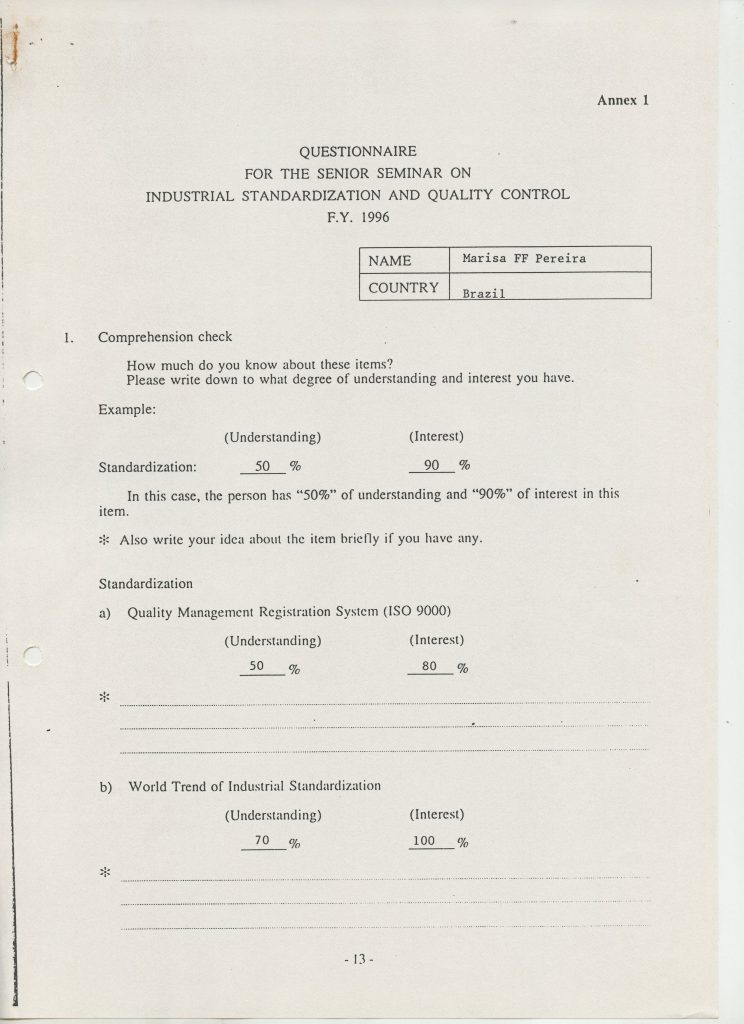 Annex 1
QUESTIONNAIRE
FOR THE SENIOR SEMINAR ON
INDUSTRIAL STANDARDIZATION AND QUALITY CONTROL
F.Y. 1996
NAME Marisa FF Pereira
COUNTRY Brazil
1. Comprehension check
How much do you know about these items?
Please write down to what degree of understanding and interest you have.
Example:
(Understanding) (Interest)
Standardization: 50 % 90 %
In this case, the person has “50%” of understanding and “90%” of interest in this
item.
* Also write your idea about the item briefly if you have any.
Standardization
a) Quality Management Registration System (ISO 9000)
(Understanding) (Interest)
50 % 80 %
*
b) World Trend of Industrial Standardization
(Understanding) (Interest)
70 % 100 %
*
- 13 -